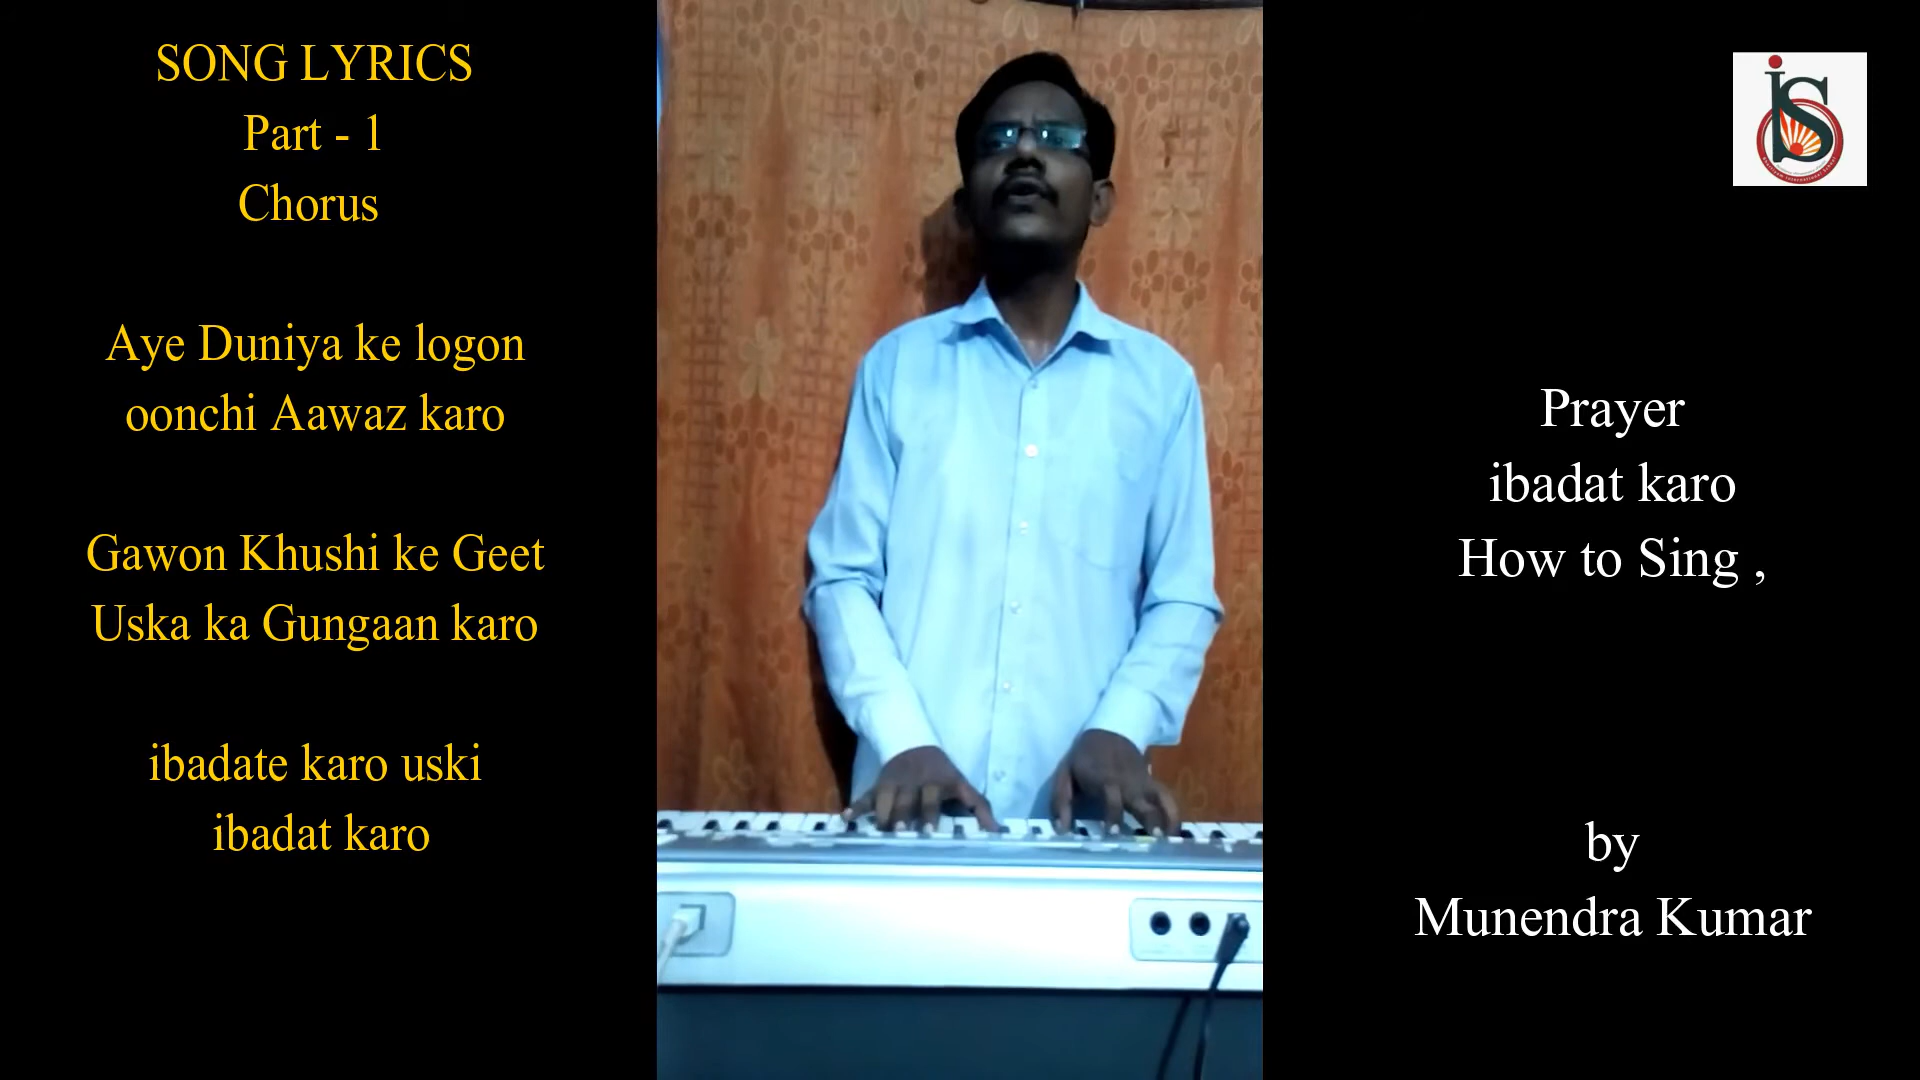 SONG LYRICS
Part - 1
Chorus
Aye Duniya ke logon
oonchi Aawaz karo
Gawon Khushi ke Geet
Uska ka Gungaan karo
ibadate karo uski
ibadat karo
iS
Prayer
ibadat karo
How to Sing ,
by
Munendra Kumar